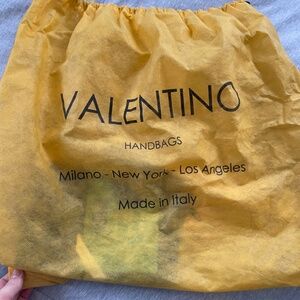 VALENTINO
HANDBAGS
Milano - New York - Los Angeles
Made in Italy